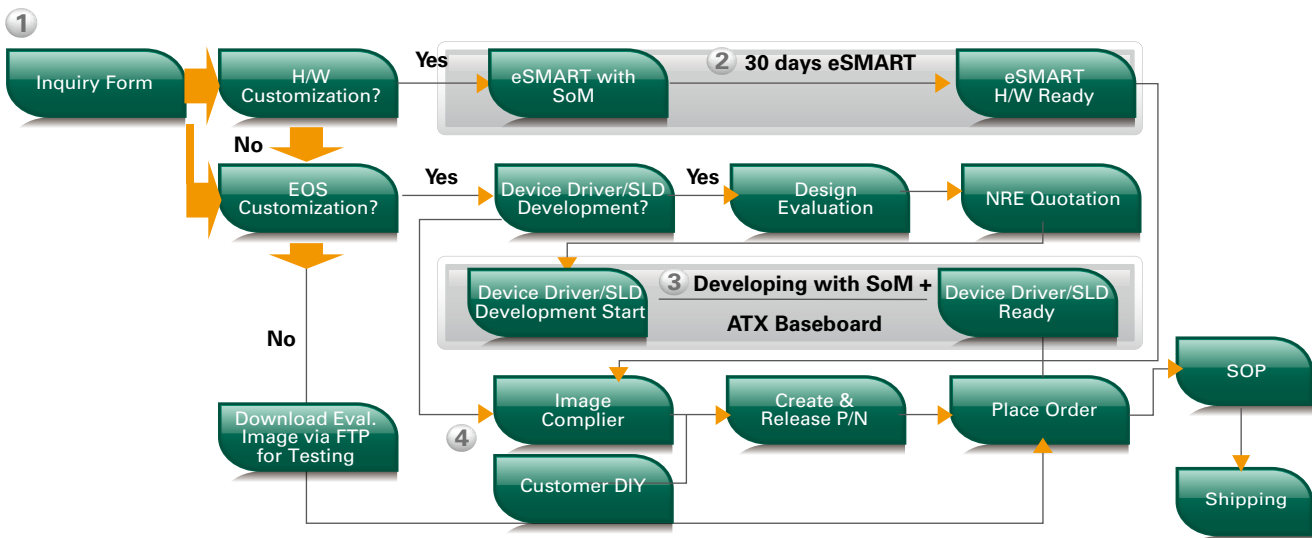 1
Inquiry Form
H/W
Customization?
Yes
eSMART with
SoM
2 30 days eSMART
eSMART
H/W Ready
No
EOS
Customization?
Yes
Device Driver/SLD
Development?
Yes
Design
Evaluation
NRE Quotation
Device Driver/SLD
Development Start
3 Developing with SoM +
ATX Baseboard
Device Driver/SLD
Ready
No
SOP
Download Eval.
Image via FTP
for Testing
4
Image
Complier
Create &
Release P/N
Place Order
Customer DIY
Shipping